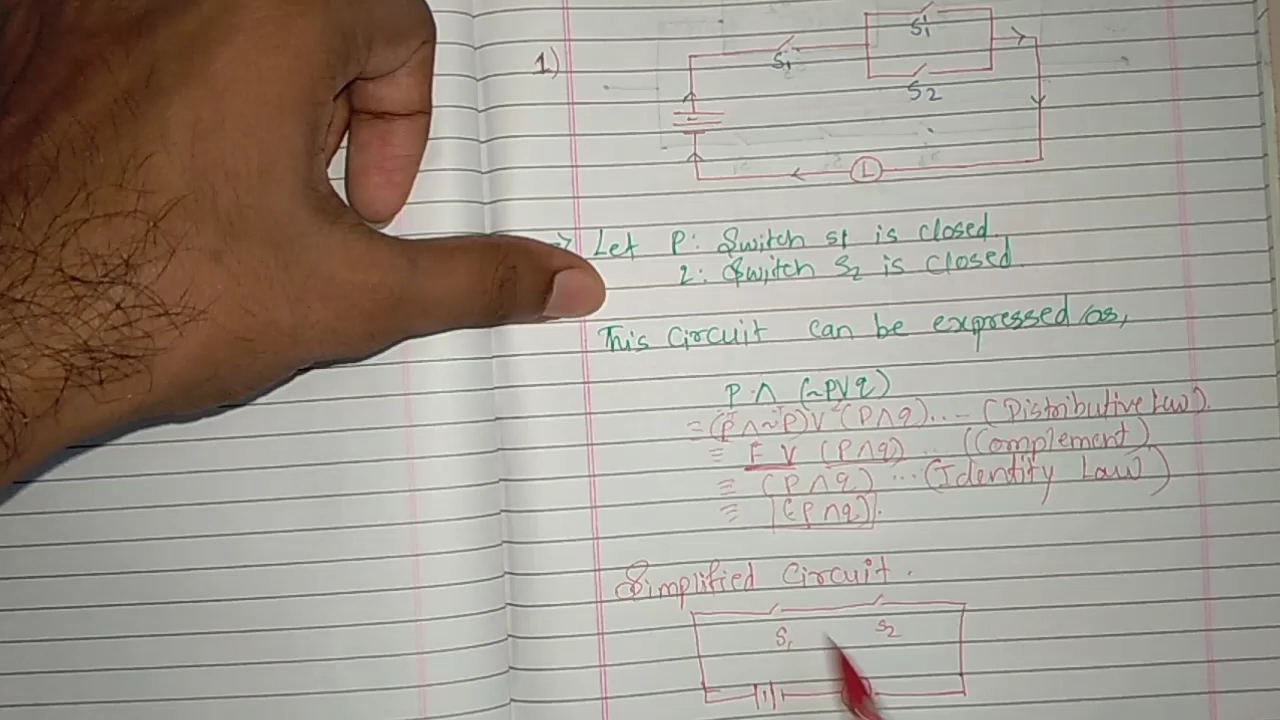 1)
S1'
S1
S2
L
Let P: Switch S1 is closed.
2: Switch S2 is closed
This Circuit can be expressed as,
P ∧ (~P∨q)
≡ (P∧~P)∨(P∧q)... (Distributive Law).
≡ F ∨ (P∧q) ... (Complement)
≡ (P∧q) ... (Identity Law)
≡ (P∧q).
Simplified Circuit.
S1 S2